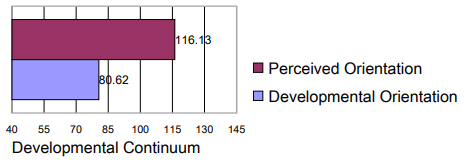 116.13
Perceived Orientation
80.62
Developmental Orientation
40 55 70 85 100 115 130 145
Developmental Continuum